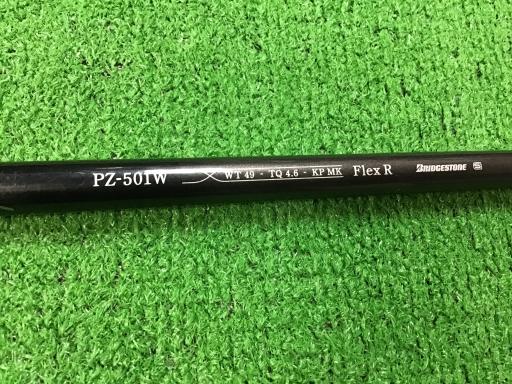 PZ-501W WT 49 - TQ 4.6 - KP MK Flex R BRIDGESTONE S